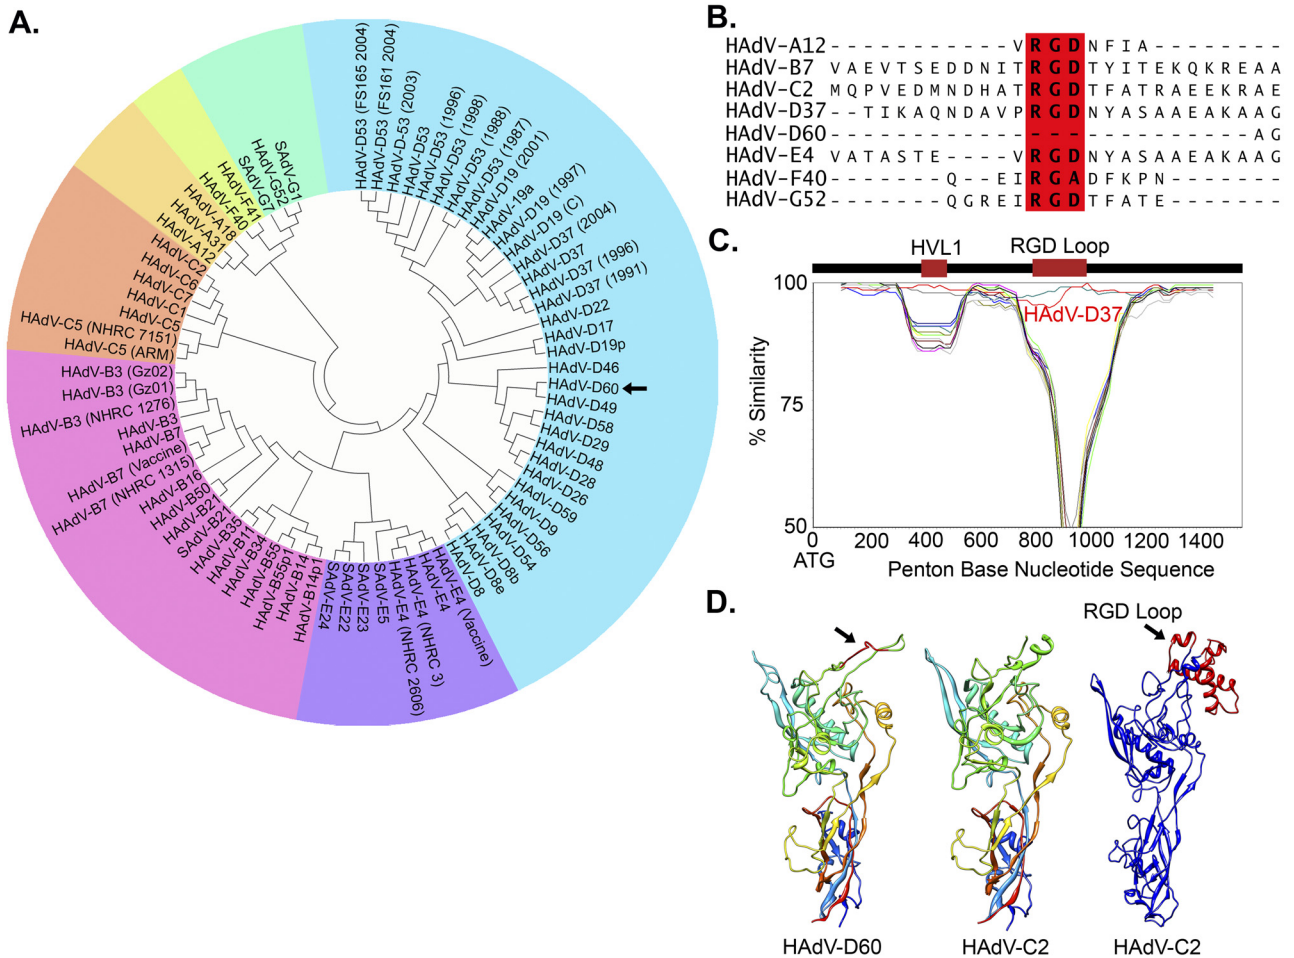 A.
HAdV-D53 (FS165 2004)
HAdV-D53 (FS161 2004)
HAdV-D-53 (2003)
HAdV-D53
HAdV-D53 (1996)
HAdV-D53 (1998)
HAdV-D53 (1988)
HAdV-D53 (1987)
HAdV-D19 (2001)
HAdV-19a
HAdV-D19 (1997)
HAdV-D19 (C)
HAdV-D37 (2004)
HAdV-D37
HAdV-D37 (1996)
HAdV-D37 (1991)
HAdV-D22
HAdV-D17
HAdV-D19p
HAdV-D46
HAdV-D60
HAdV-D49
HAdV-D58
HAdV-D29
HAdV-D48
HAdV-D28
HAdV-D26
HAdV-D59
HAdV-D9
HAdV-D56
HAdV-D54
HAdV-D8b
HAdV-D8e
HAdV-D8
HAdV-E4 (Vaccine)
HAdV-E4
HAdV-E4 (NHRC 3)
HAdV-E4 (NHRC 2606)
SAdV-E5
SAdV-E23
SAdV-E22
SAdV-E24
HAdV-B14p1
HAdV-B14
HAdV-B55p1
HAdV-B55
HAdV-B34
HAdV-B11
HAdV-B35
SAdV-B21
HAdV-B21
HAdV-B50
HAdV-B16
HAdV-B7 (NHRC 1315)
HAdV-B7 (Vaccine)
HAdV-B7
HAdV-B3
HAdV-B3 (NHRC 1276)
HAdV-B3 (Gz01)
HAdV-B3 (Gz02)
HAdV-C5 (ARM)
HAdV-C5 (NHRC 7151)
HAdV-C5
HAdV-C1
HAdV-C7
HAdV-C6
HAdV-C2
HAdV-A12
HAdV-A31
HAdV-A18
HAdV-F40
HAdV-F41
SAdV-G7
HAdV-G52
SAdV-G1
B.
HAdV-A12 - - - - - - - - - - - - V R G D N F I A - - - - - - - -
HAdV-B7 V A E V T S E D D N I T R G D T Y I T E K Q K R E A A
HAdV-C2 M Q P V E D M N D H A T R G D T F A T R A E E K R A E
HAdV-D37 - - T I K A Q N D A V P R G D N Y A S A A E A K A A G
HAdV-D60 - - - - - - - - - - - - - - - - - - - - - - - - - A G
HAdV-E4 V A T A S T E - - - - V R G D N Y A S A A E A K A A G
HAdV-F40 - - - - - - - Q - - E I R G A D F K P N - - - - - - -
HAdV-G52 - - - - - - - Q G R E I R G D T F A T E - - - - - - -
C.
HVL1
RGD Loop
HAdV-D37
% Similarity
100
75
50
ATG
200
400
600
800
1000
1200
1400
Penton Base Nucleotide Sequence
D.
RGD Loop
HAdV-D60
HAdV-C2
HAdV-C2